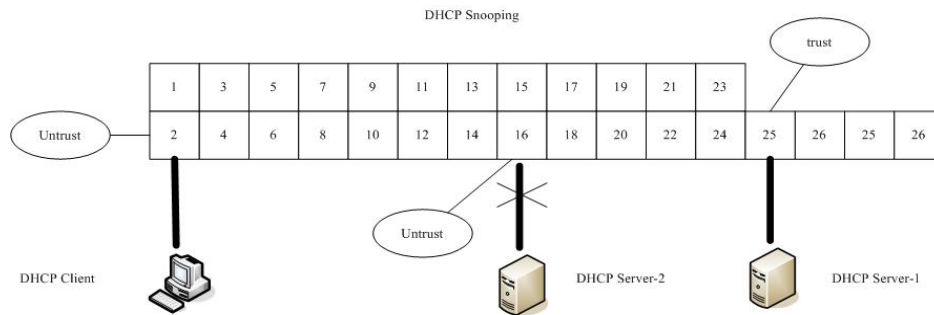 DHCP Snooping
trust
1 3 5 7 9 11 13 15 17 19 21 23
Untrust
2 4 6 8 10 12 14 16 18 20 22 24 25 26 25 26
Untrust
DHCP Client
DHCP Server-2
DHCP Server-1